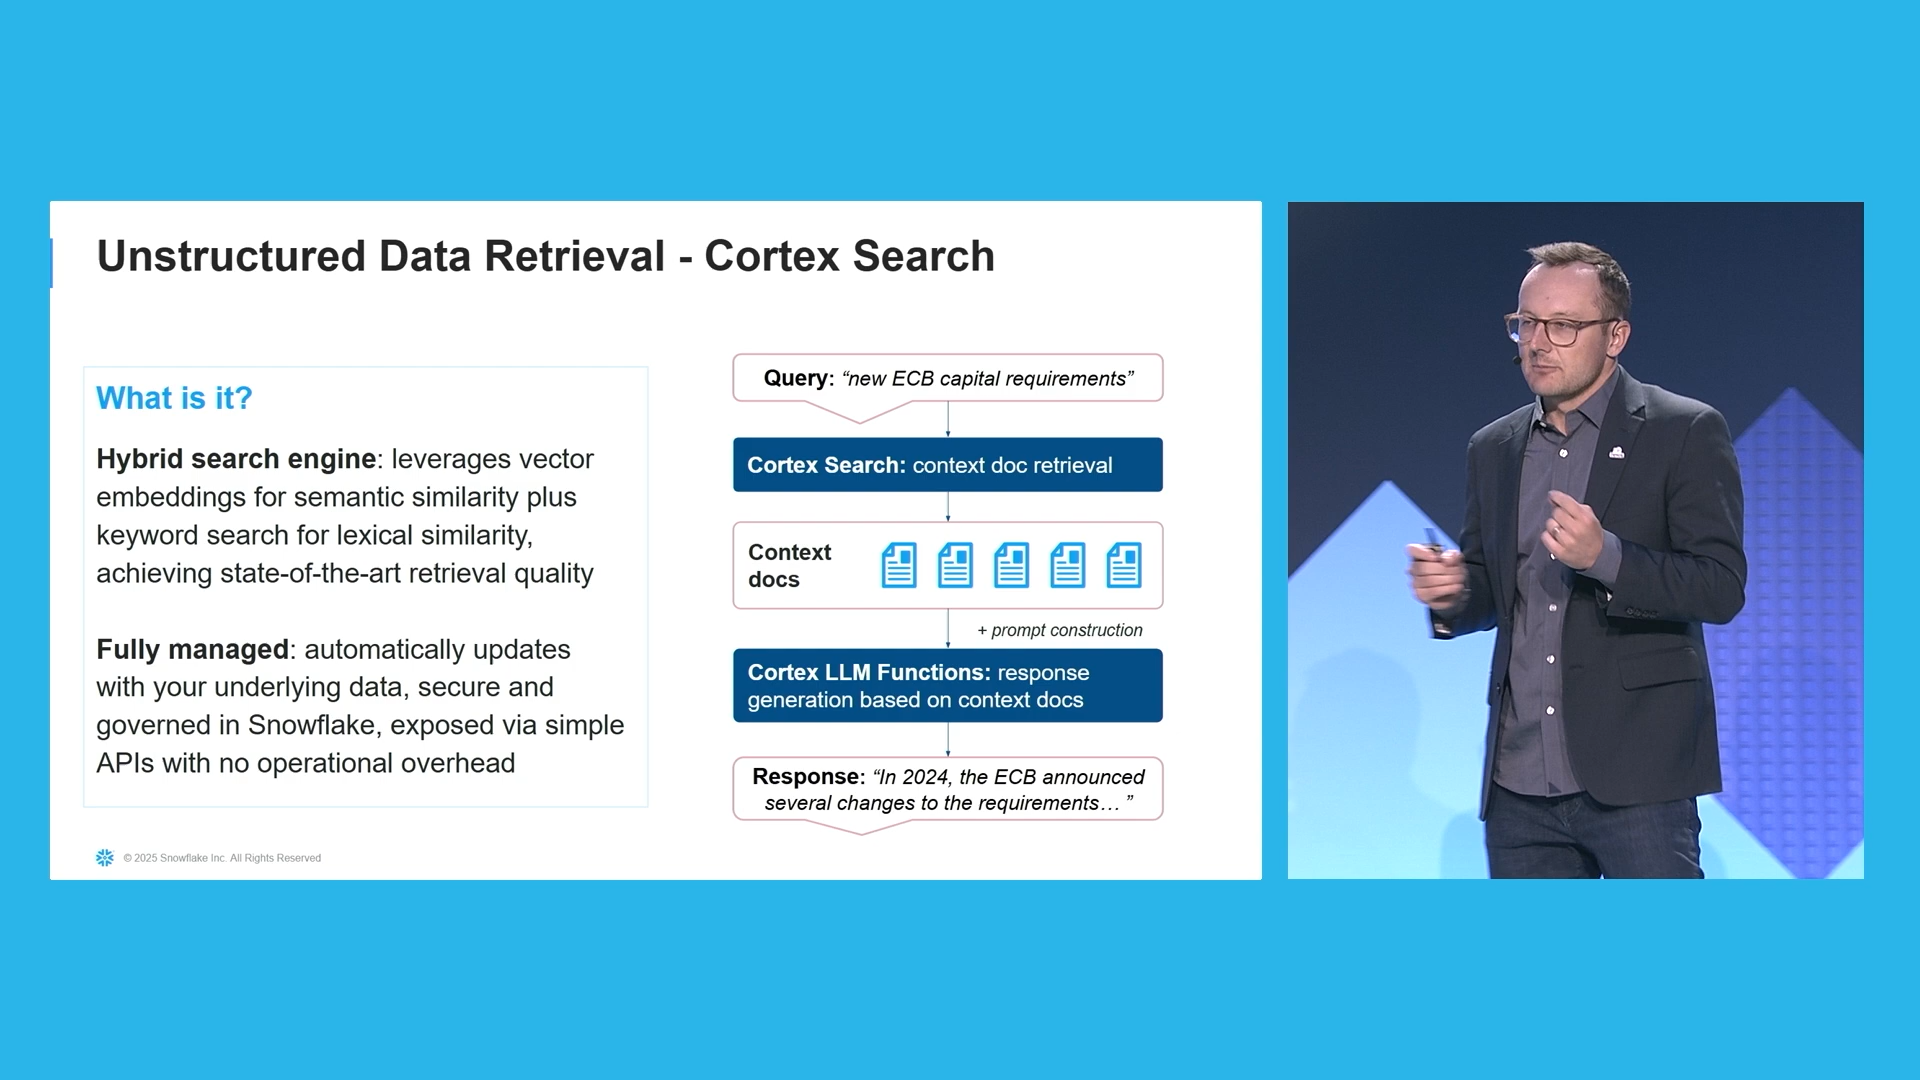 Unstructured Data Retrieval - Cortex Search
What is it?
Hybrid search engine: leverages vector
embeddings for semantic similarity plus
keyword search for lexical similarity,
achieving state-of-the-art retrieval quality
Fully managed: automatically updates
with your underlying data, secure and
governed in Snowflake, exposed via simple
APIs with no operational overhead
Query: “new ECB capital requirements”
Cortex Search: context doc retrieval
Context
docs
+ prompt construction
Cortex LLM Functions: response
generation based on context docs
Response: “In 2024, the ECB announced
several changes to the requirements… ”
© 2025 Snowflake Inc. All Rights Reserved